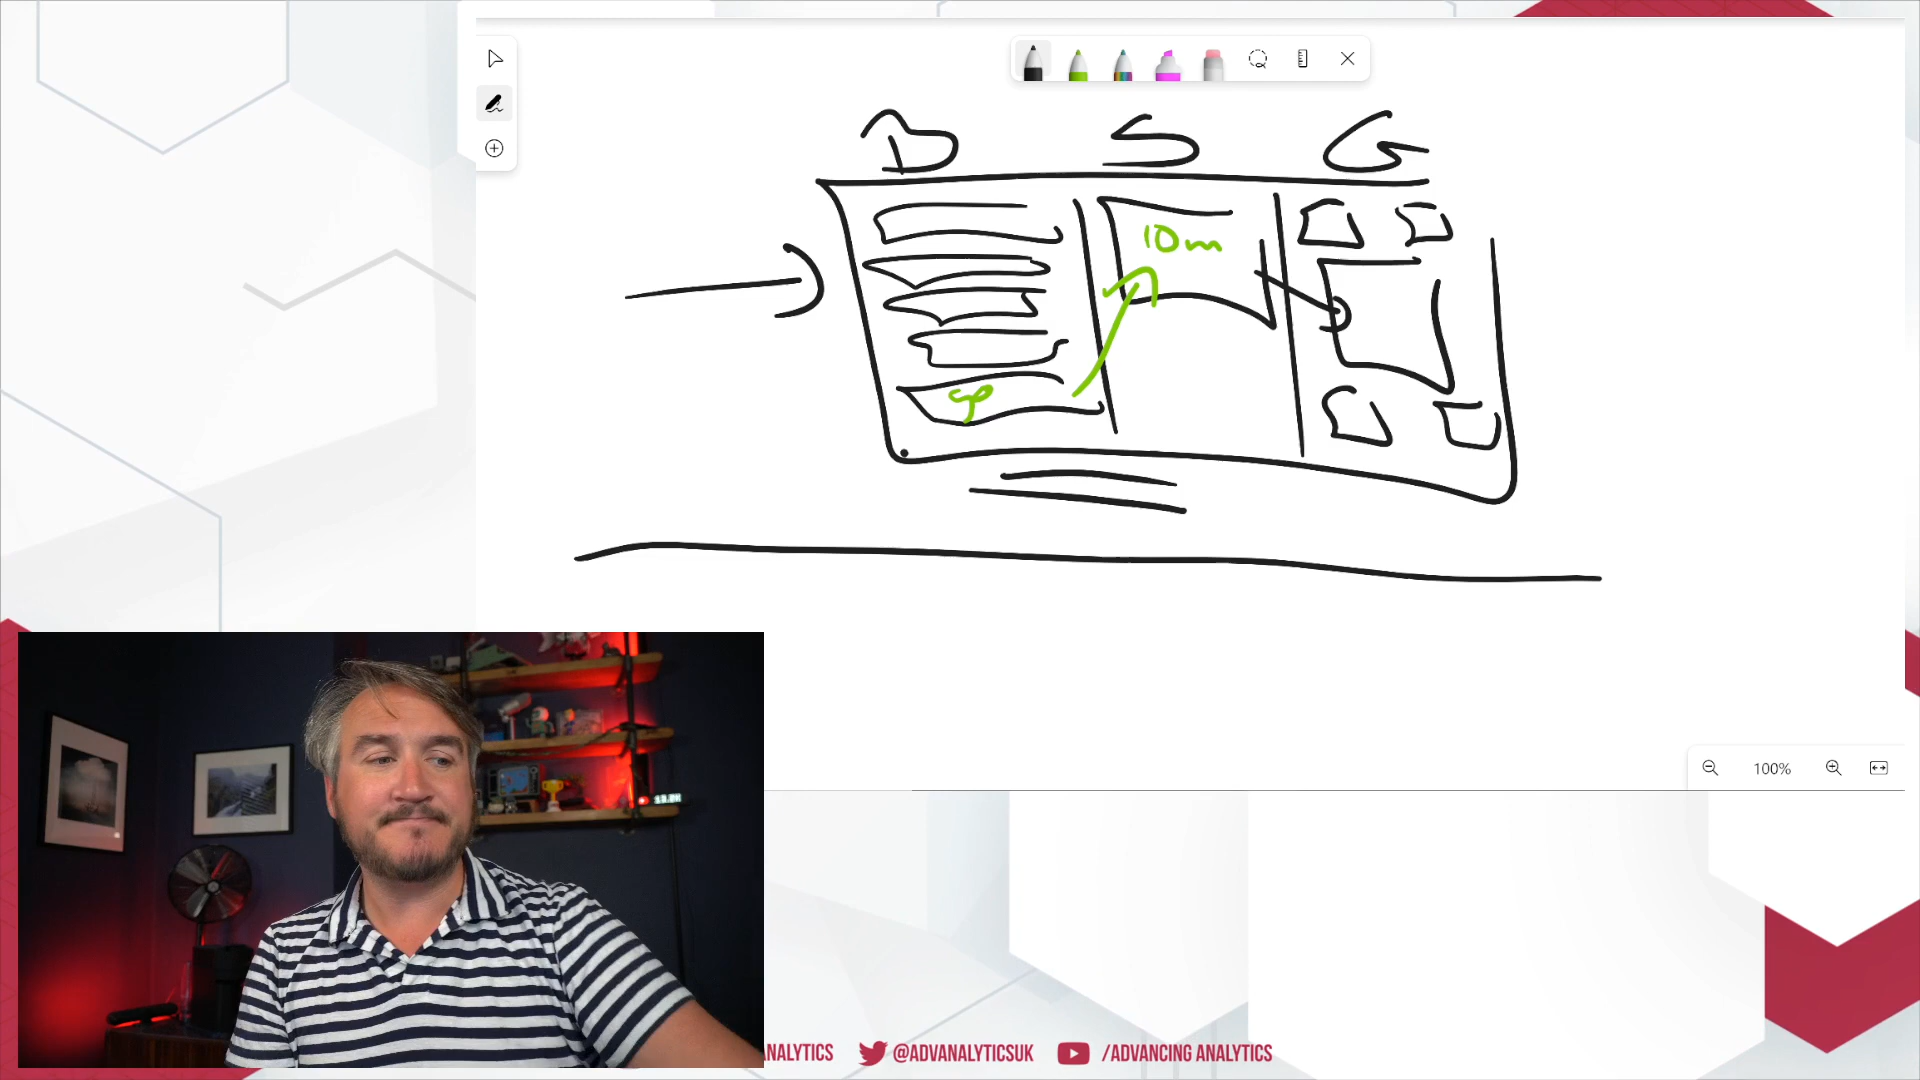 B S G
10m
100%
NALYTICS @ADVANALYTICSUK /ADVANCING ANALYTICS